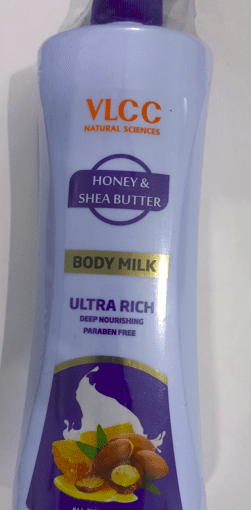 VLCC
NATURAL SCIENCES
HONEY &
SHEA BUTTER
BODY MILK
ULTRA RICH
DEEP NOURISHING
PARABEN FREE